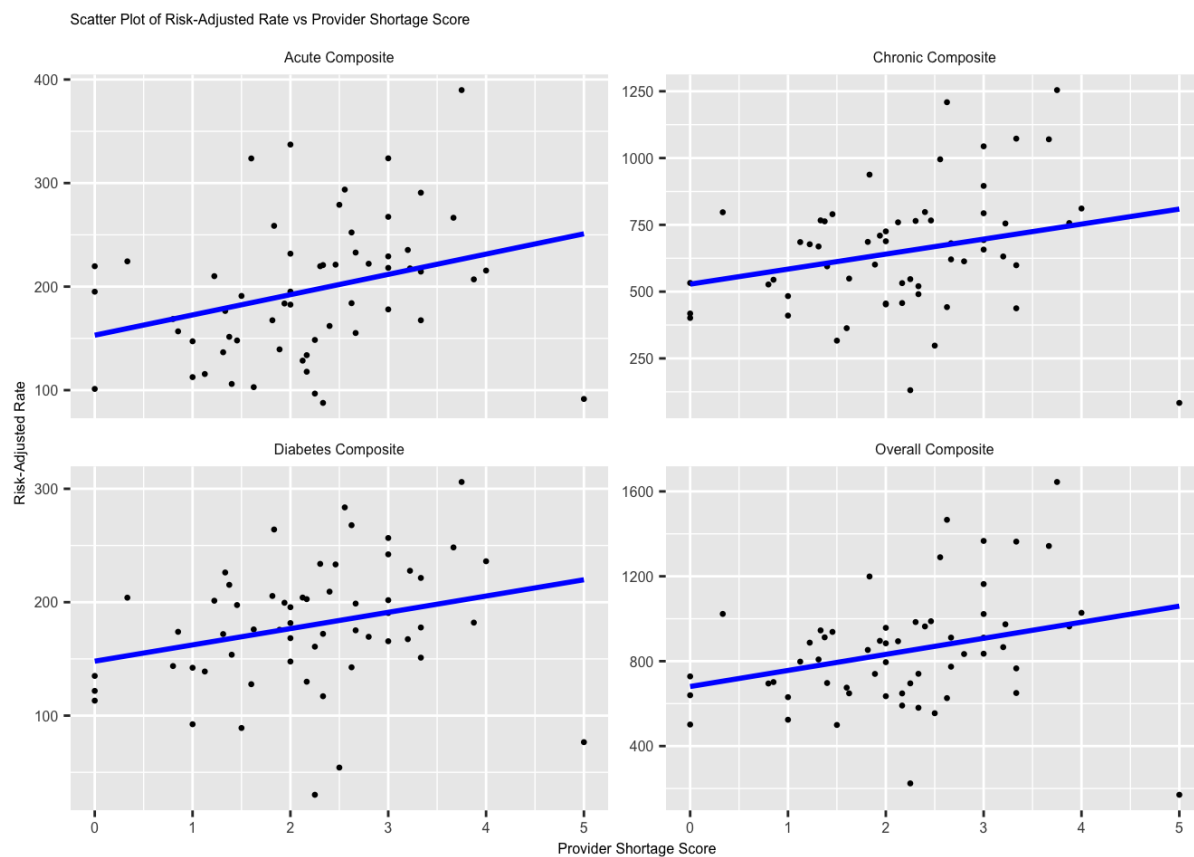 Scatter Plot of Risk-Adjusted Rate vs Provider Shortage Score
Acute Composite
Chronic Composite
400
300
200
100
1250
1000
750
500
250
Risk-Adjusted Rate
Diabetes Composite
Overall Composite
300
200
100
1600
1200
800
400
0 1 2 3 4 5
0 1 2 3 4 5
Provider Shortage Score